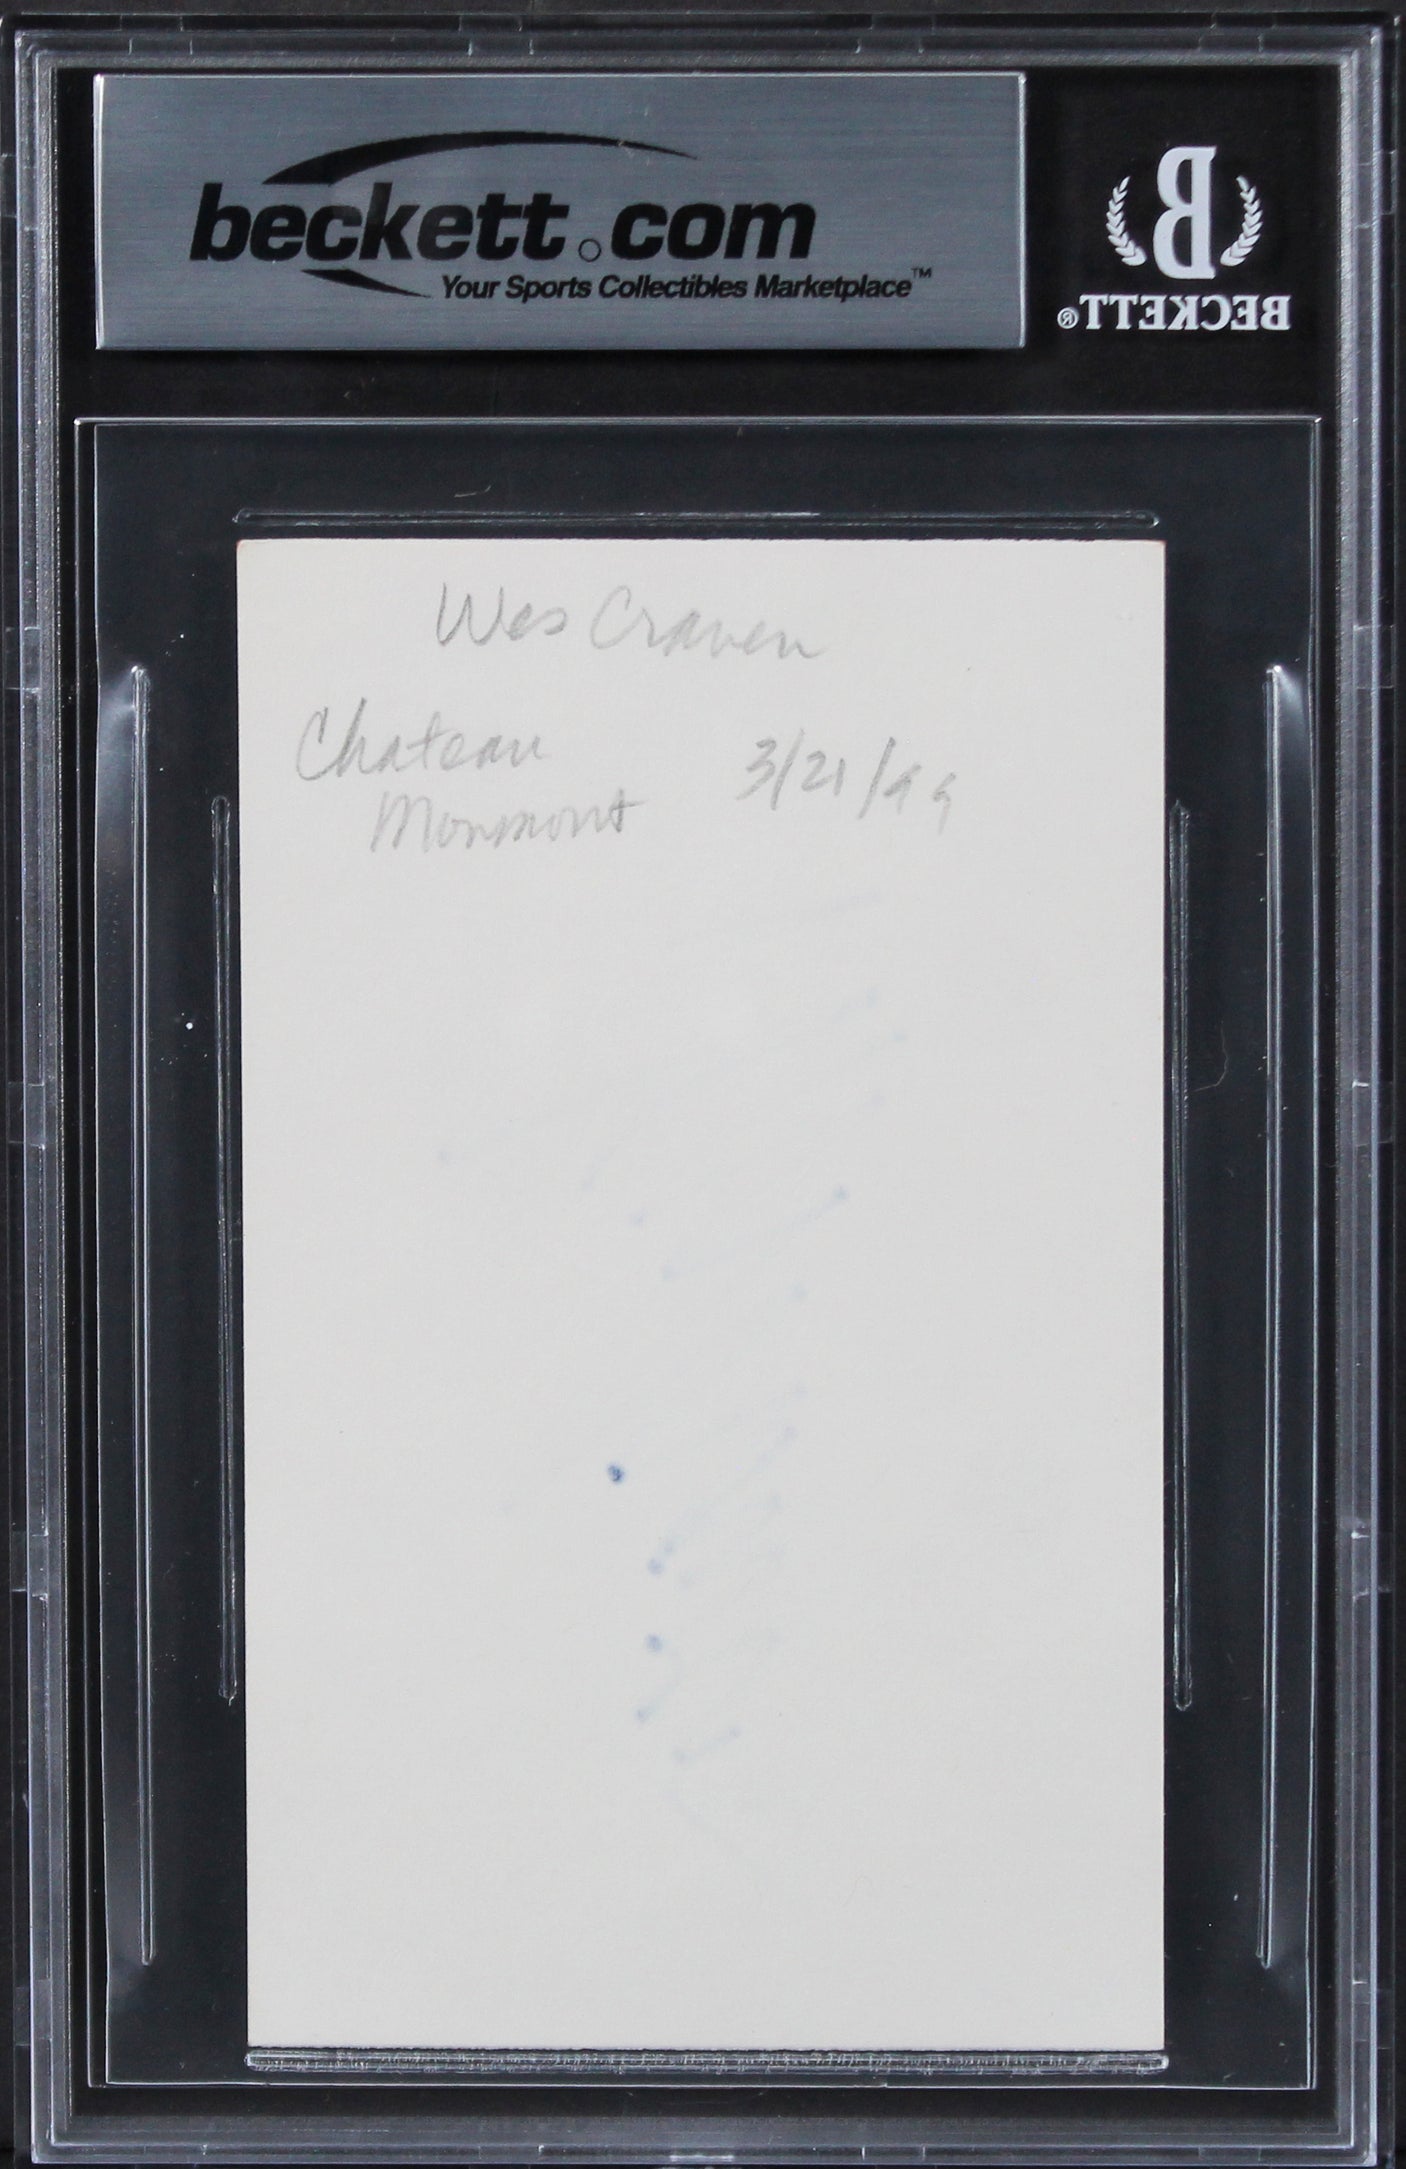 beckett.com
Your Sports Collectibles Marketplace™
B
BECKETT®
Wes Craven
Chateau 3/21/99
Monmont